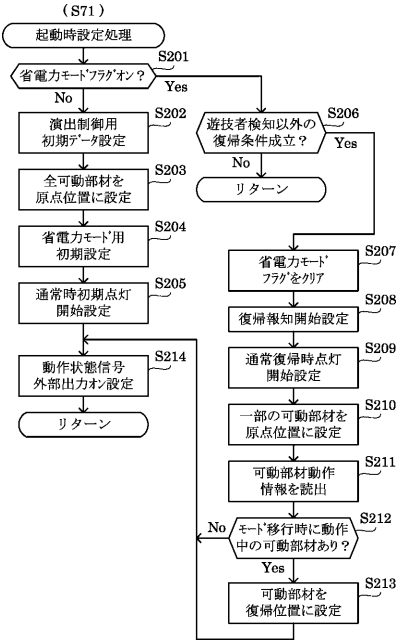 (S71)
起動時設定処理
S201
省電力モードフラグオン?
Yes
No
S202
演出制御用
初期データ設定
S203
全可動部材を
原点位置に設定
S204
省電力モード用
初期設定
S205
通常時初期点灯
開始設定
S214
動作状態信号
外部出力オン設定
リターン
S206
遊技者検知以外の
復帰条件成立?
Yes
No
リターン
S207
省電力モード
フラグをクリア
S208
復帰報知開始設定
S209
通常復帰時点灯
開始設定
S210
一部の可動部材を
原点位置に設定
S211
可動部材動作
情報を読出
S212
No
モード移行時に動作
中の可動部材あり?
Yes
S213
可動部材を
復帰位置に設定